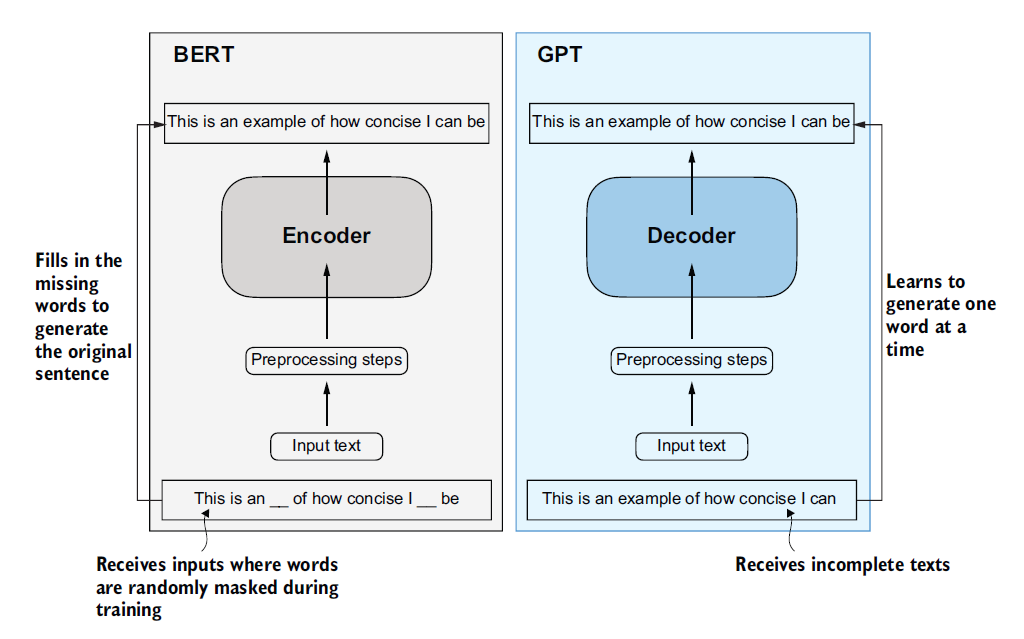 BERT
This is an example of how concise I can be
Encoder
Preprocessing steps
Input text
This is an __ of how concise I __ be
Fills in the
missing
words to
generate
the original
sentence
Receives inputs where words
are randomly masked during
training
GPT
This is an example of how concise I can be
Decoder
Preprocessing steps
Input text
This is an example of how concise I can
Learns to
generate one
word at a
time
Receives incomplete texts